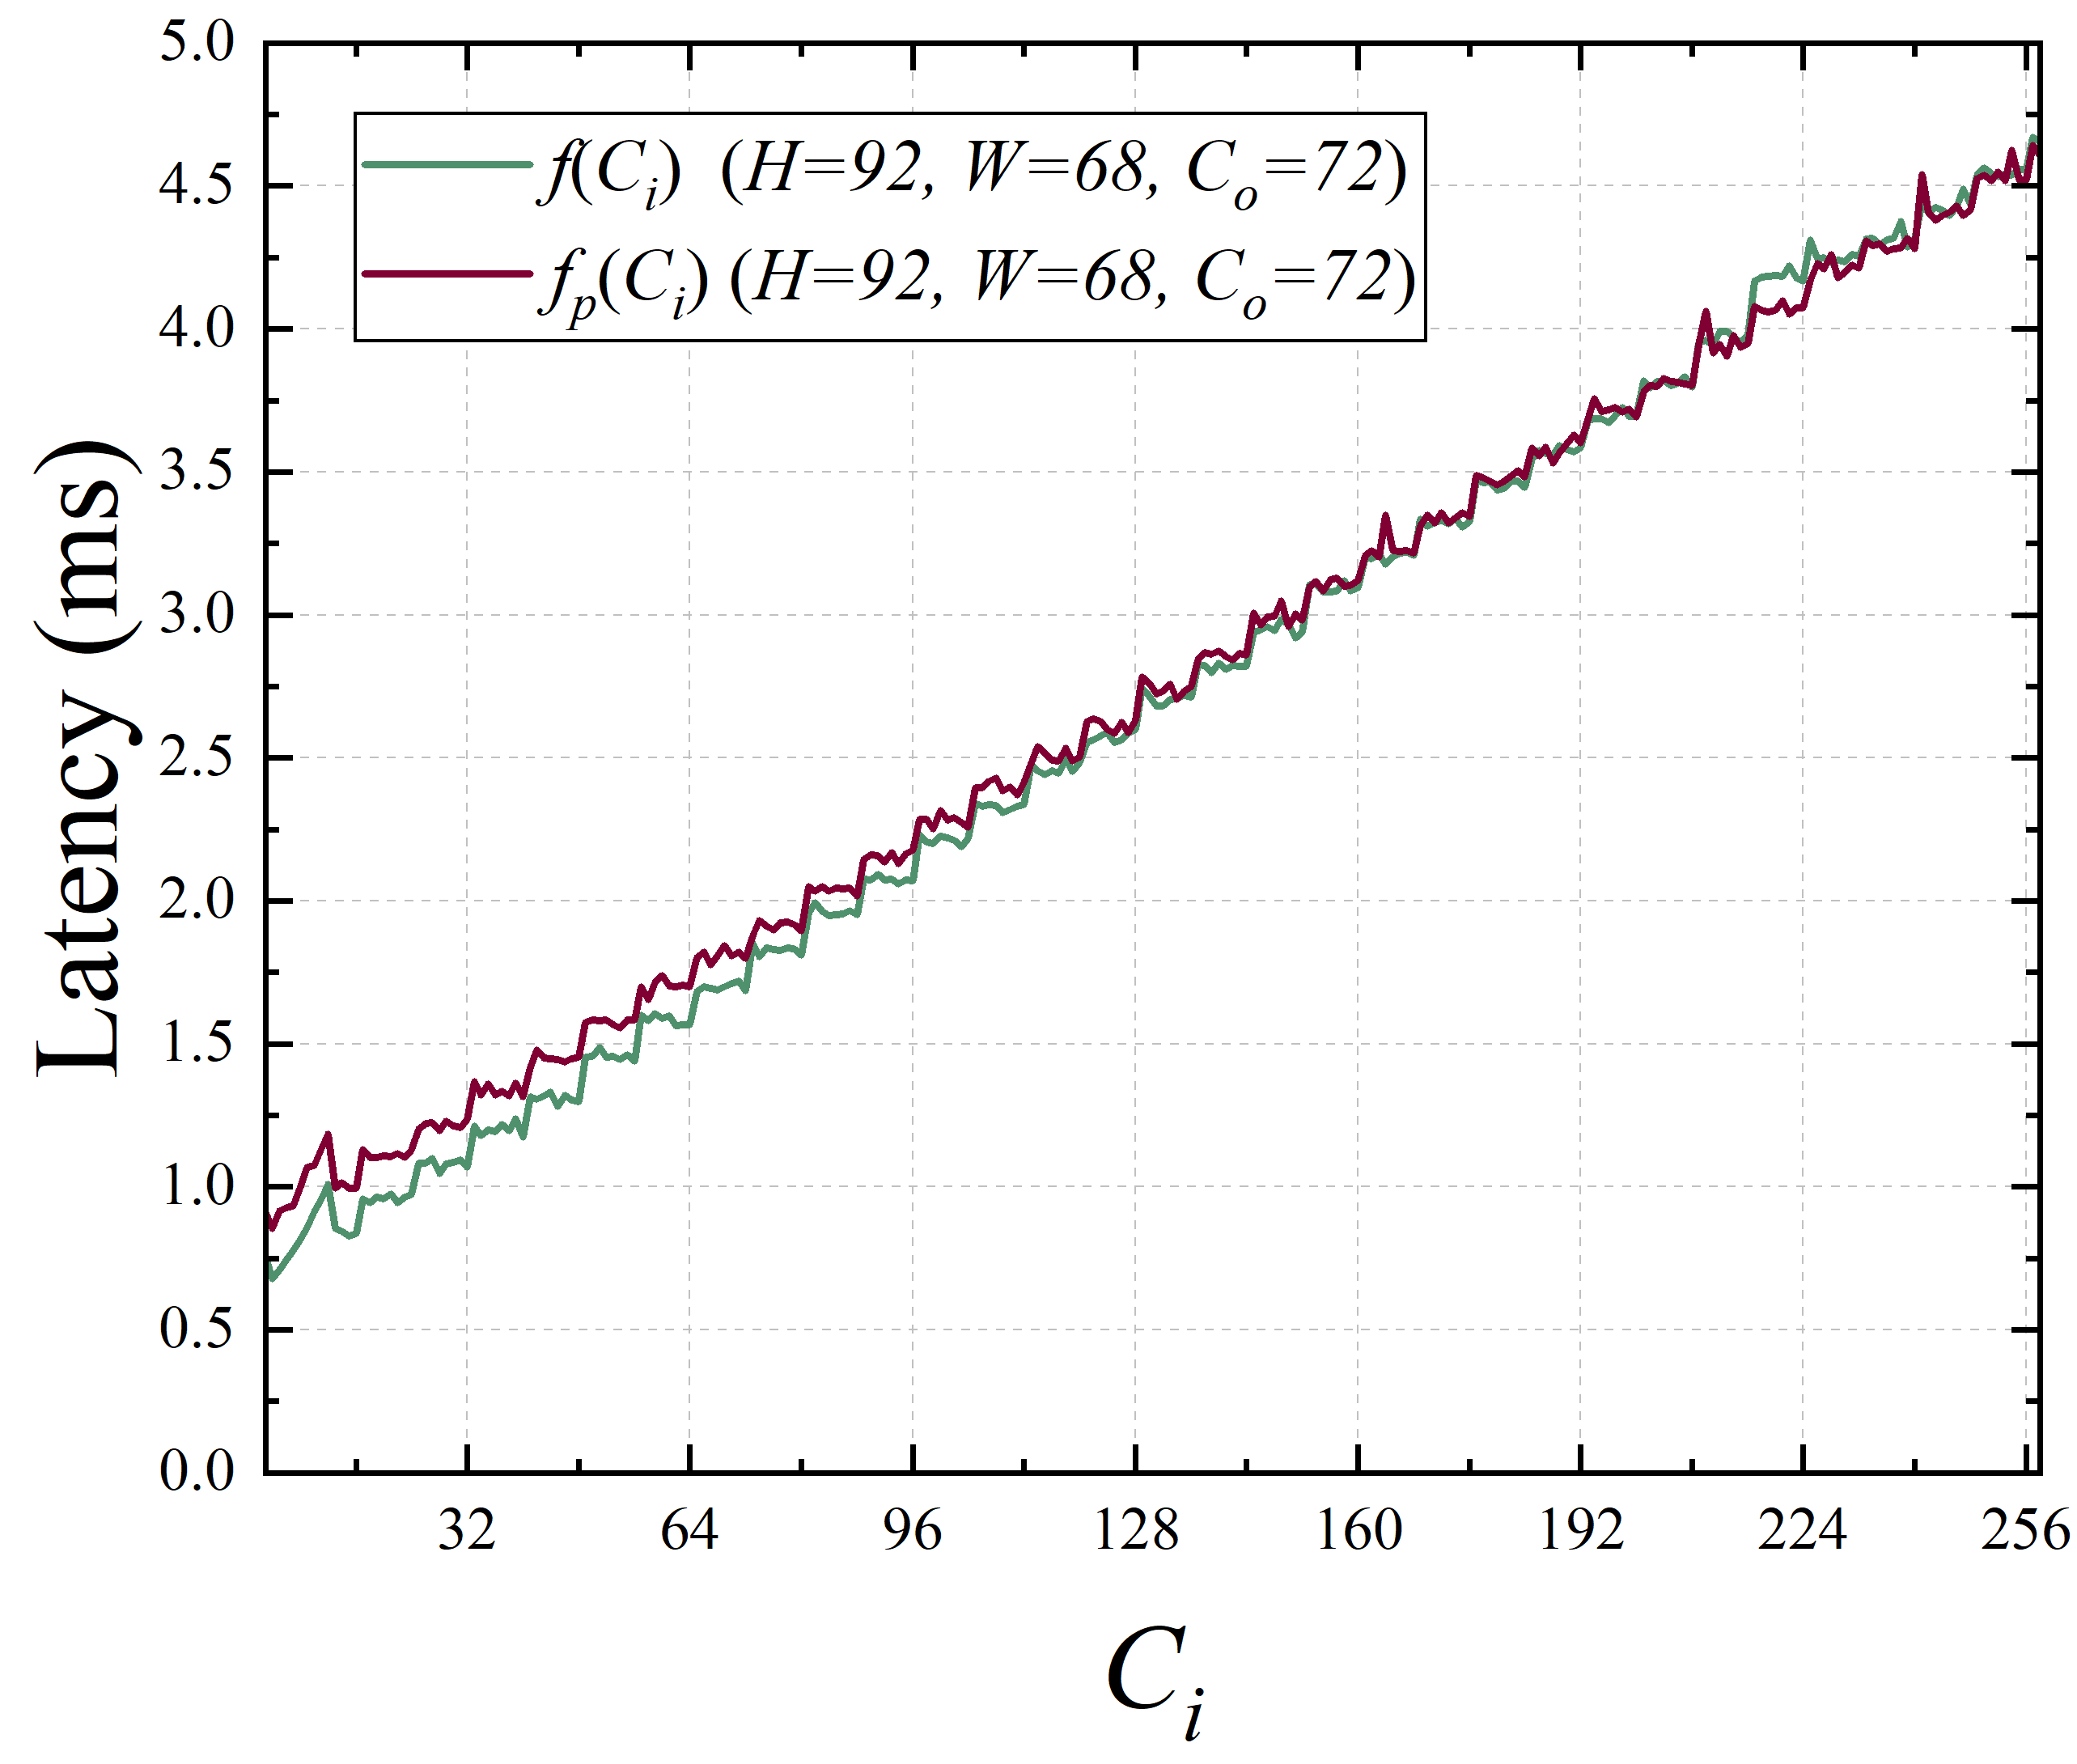 5.0
4.5
4.0
3.5
3.0
2.5
2.0
1.5
1.0
0.5
0.0
Latency (ms)
f(Ci) (H=92, W=68, Co=72)
fp(Ci) (H=92, W=68, Co=72)
32 64 96 128 160 192 224 256
Ci